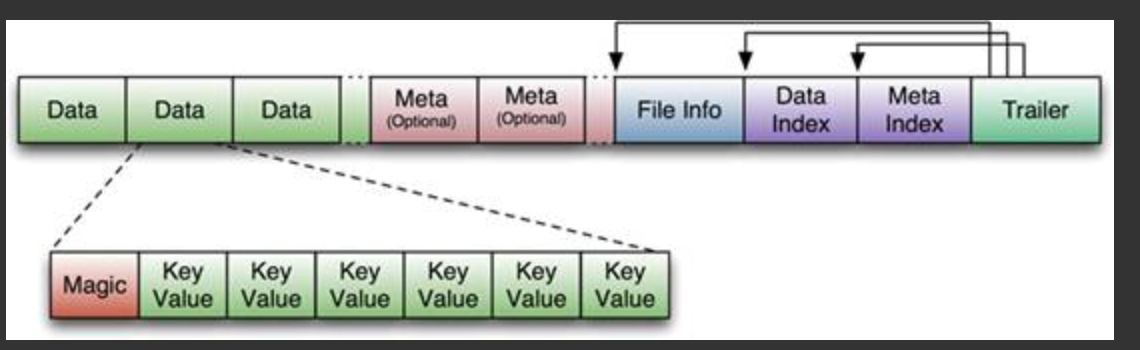 Data
Data
Data
Meta
(Optional)
Meta
(Optional)
File Info
Data
Index
Meta
Index
Trailer
Magic
Key
Value
Key
Value
Key
Value
Key
Value
Key
Value
Key
Value